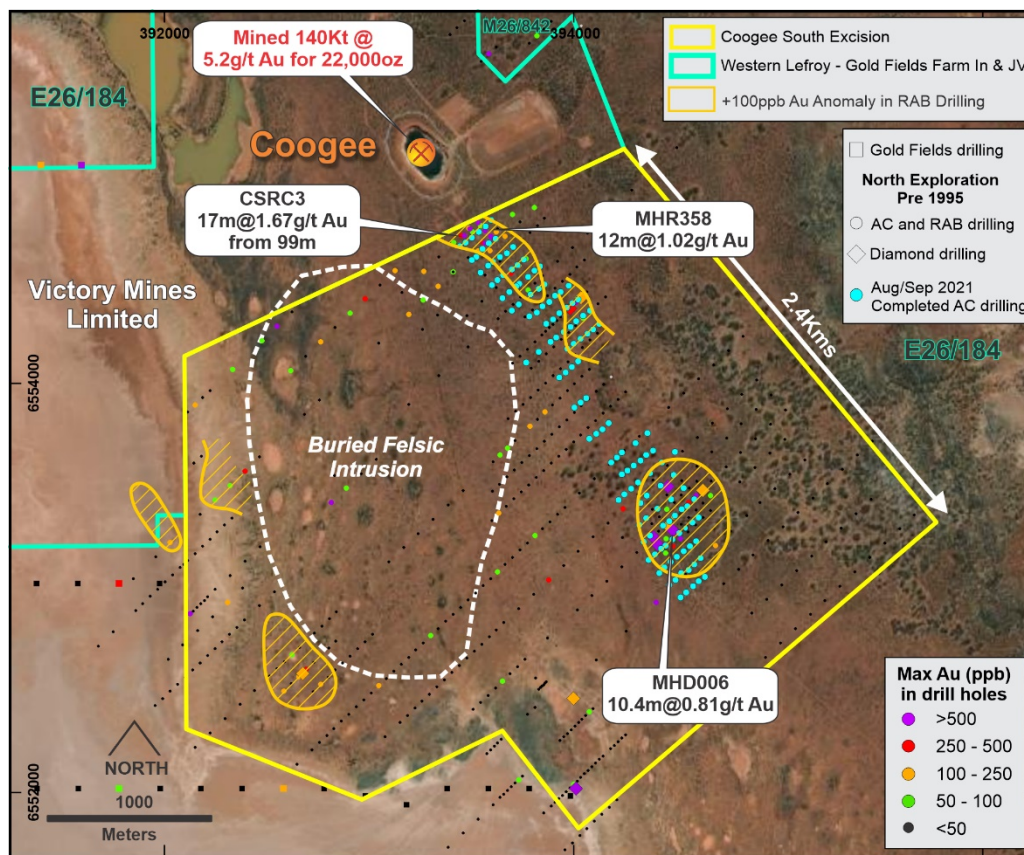 392000
M26/842
394000
Mined 140Kt @
5.2g/t Au for 22,000oz
E26/184
Coogee
Coogee South Excision
Western Lefroy - Gold Fields Farm In & JV
+100ppb Au Anomaly in RAB Drilling
Gold Fields drilling
North Exploration
Pre 1995
AC and RAB drilling
Diamond drilling
Aug/Sep 2021
Completed AC drilling
CSRC3
17m@1.67g/t Au
from 99m
MHR358
12m@1.02g/t Au
Victory Mines
Limited
2.4Kms
E26/184
6554000
Buried Felsic
Intrusion
MHD006
10.4m@0.81g/t Au
Max Au (ppb)
in drill holes
>500
250 - 500
100 - 250
50 - 100
<50
6552000
NORTH
1000
Meters